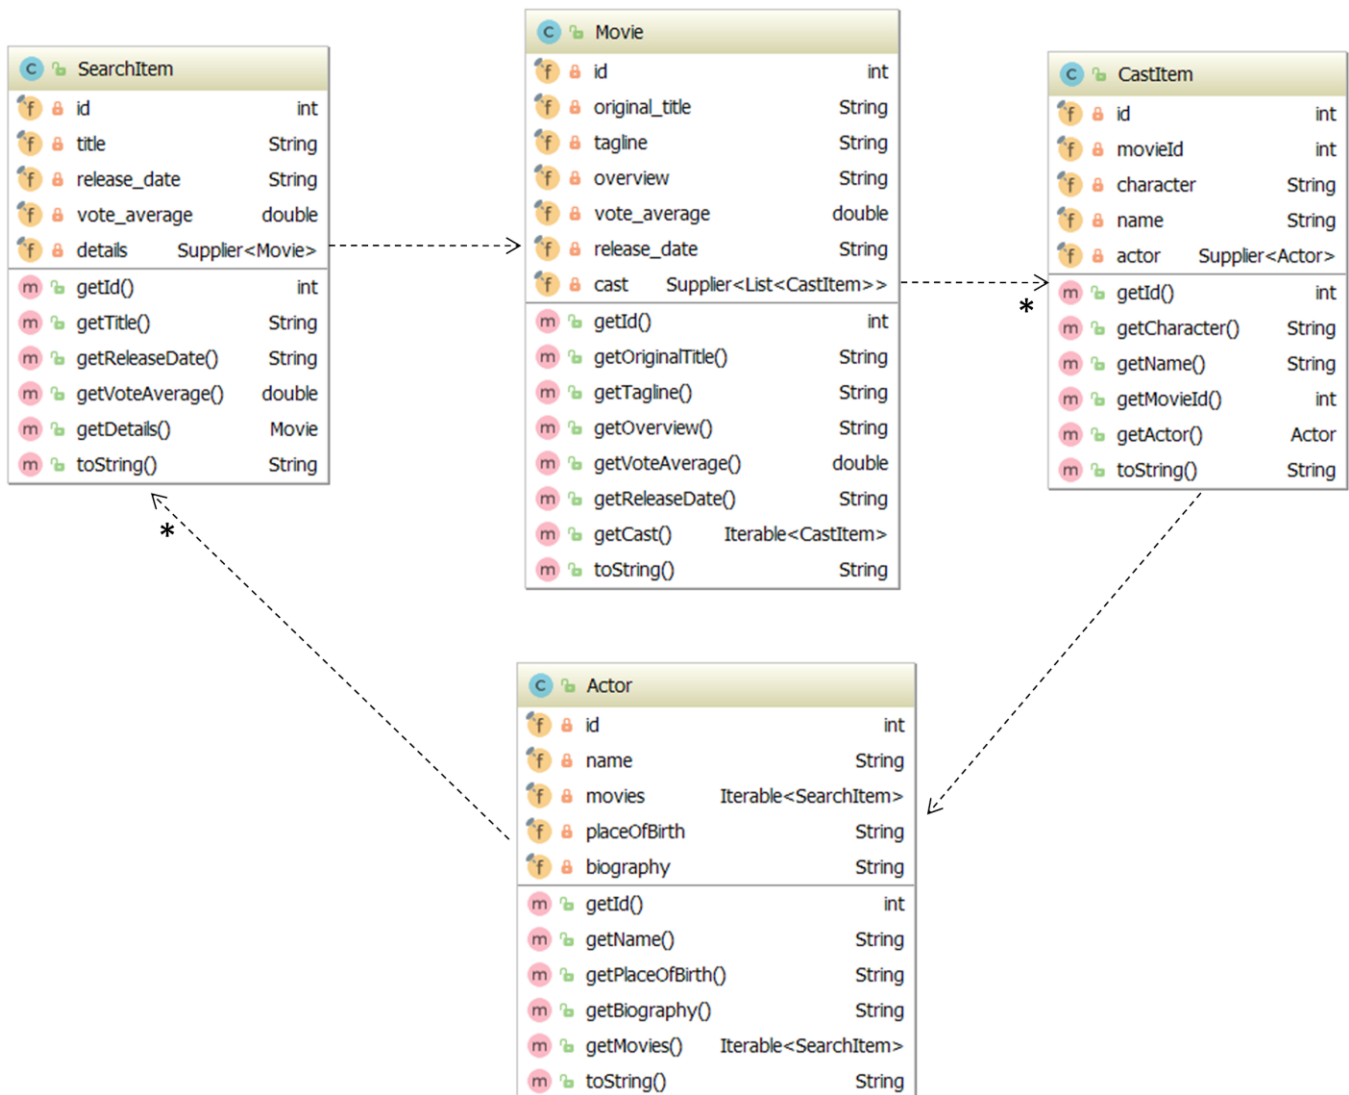 C SearchItem
f id int
f title String
f release_date String
f vote_average double
f details Supplier<Movie>
m getId() int
m getTitle() String
m getReleaseDate() String
m getVoteAverage() double
m getDetails() Movie
m toString() String
*
C Movie
f id int
f original_title String
f tagline String
f overview String
f vote_average double
f release_date String
f cast Supplier<List<CastItem>>
m getId() int
m getOriginalTitle() String
m getTagline() String
m getOverview() String
m getVoteAverage() double
m getReleaseDate() String
m getCast() Iterable<CastItem>
m toString() String
*
C CastItem
f id int
f movieId int
f character String
f name String
f actor Supplier<Actor>
m getId() int
m getCharacter() String
m getName() String
m getMovieId() int
m getActor() Actor
m toString() String
C Actor
f id int
f name String
f movies Iterable<SearchItem>
f placeOfBirth String
f biography String
m getId() int
m getName() String
m getPlaceOfBirth() String
m getBiography() String
m getMovies() Iterable<SearchItem>
m toString() String